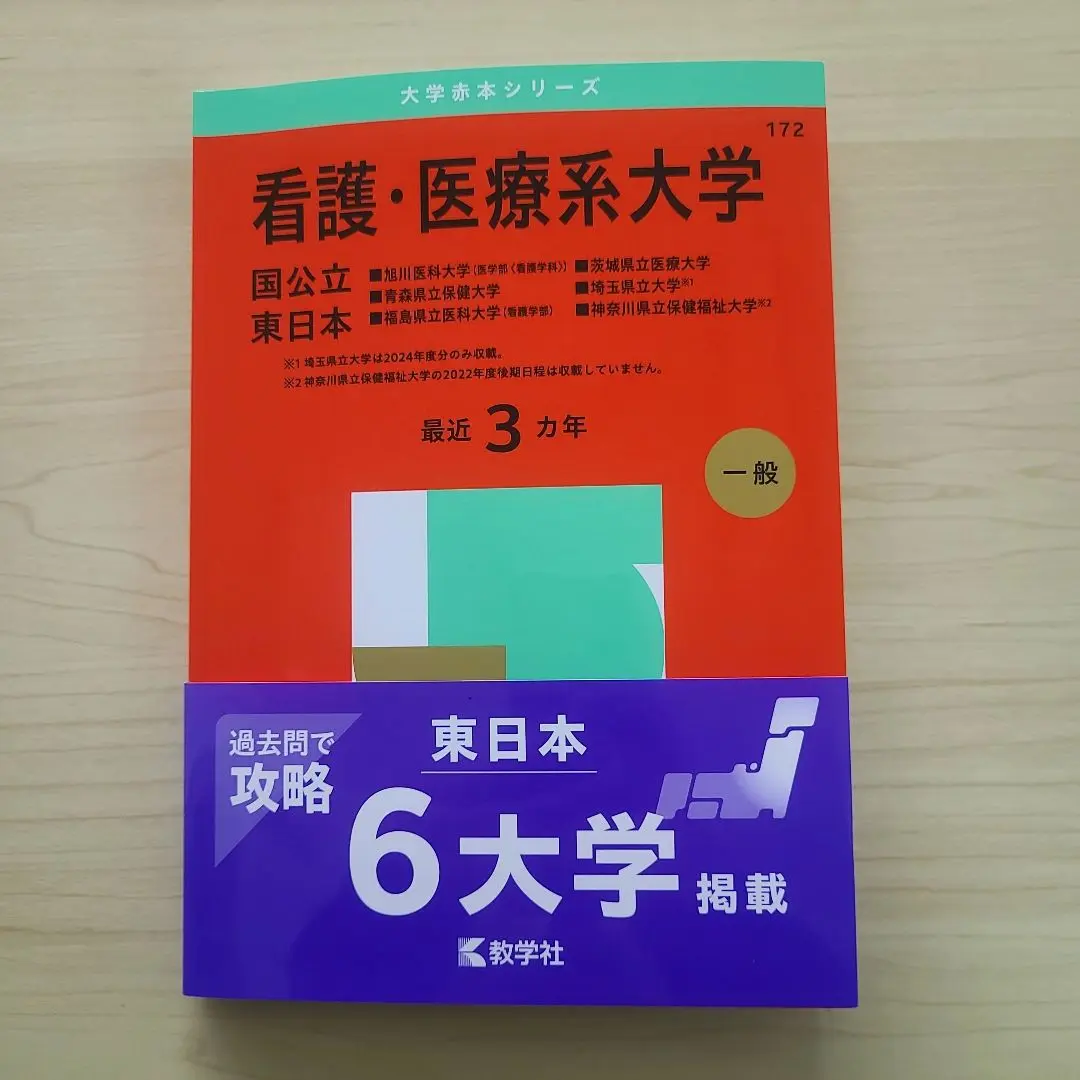 大学赤本シリーズ
172
看護・医療系大学
国公立
東日本
■旭川医科大学(医学部〈看護学科〉)
■青森県立保健大学
■福島県立医科大学(看護学部)
■茨城県立医療大学
■埼玉県立大学※1
■神奈川県立保健福祉大学※2
※1 埼玉県立大学は2024年度分のみ収載。
※2 神奈川県立保健福祉大学の2022年度後期日程は収載していません。
最近 3 カ年
一般
過去問で
攻略
東日本
6大学掲載
教学社